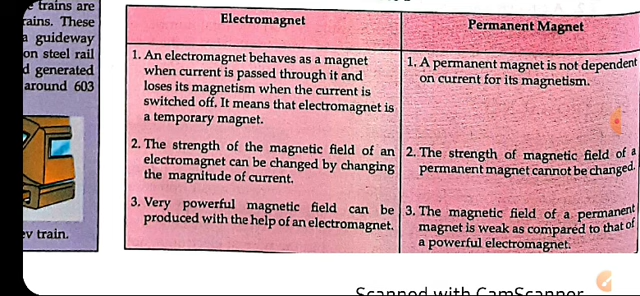 e trains are
rains. These
a guideway
on steel rail
d generated
around 603
ev train.
Electromagnet
Permanent Magnet
1. An electromagnet behaves as a magnet
when current is passed through it and
loses its magnetism when the current is
switched off. It means that electromagnet is
a temporary magnet.
1. A permanent magnet is not dependent
on current for its magnetism.
2. The strength of the magnetic field of an
electromagnet can be changed by changing
the magnitude of current.
2. The strength of magnetic field of a
permanent magnet cannot be changed.
3. Very powerful magnetic field can be
produced with the help of an electromagnet.
3. The magnetic field of a permanent
magnet is weak as compared to that of
a powerful electromagnet.
Scanned with CamScanner